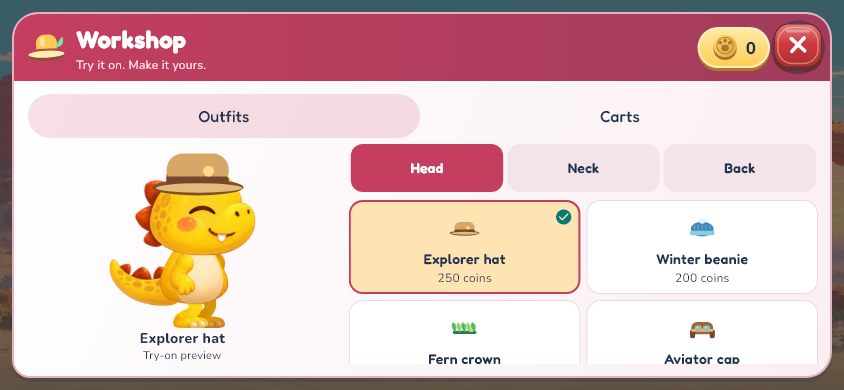 Workshop
Try it on. Make it yours.
0
Outfits
Carts
Head
Neck
Back
Explorer hat
250 coins
Winter beanie
200 coins
Fern crown
Aviator cap
Explorer hat
Try-on preview